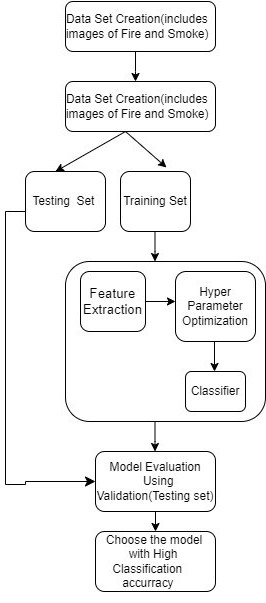 Data Set Creation(includes
images of Fire and Smoke)
Data Set Creation(includes
images of Fire and Smoke)
Testing Set
Training Set
Feature
Extraction
Hyper
Parameter
Optimization
Classifier
Model Evaluation
Using
Validation(Testing set)
Choose the model
with High
Classification
accurracy